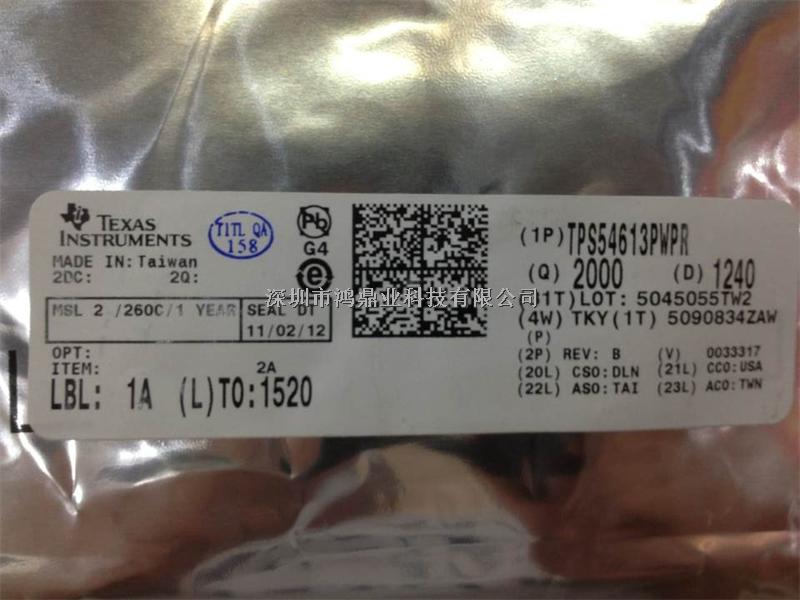 TEXAS
INSTRUMENTS
MADE IN: Taiwan
2DC: 2Q:
TITL QA
158
Pb
G4
e
MSL 2 /260C/1 YEAR
SEAL DT
11/02/12
OPT:
ITEM: 2A
LBL: 1A (L)TO:1520
(1P)TPS54613PWPR
(Q) 2000 (D) 1240
深圳市鸿鼎业科技有限公司
(31T)LOT: 5045055TW2
(4W) TKY(1T) 5090834ZAW
(P)
(2P) REV: B (V) 0033317
(20L) CSO:DLN (21L) CCO:USA
(22L) ASO:TAI (23L) ACO:TWN